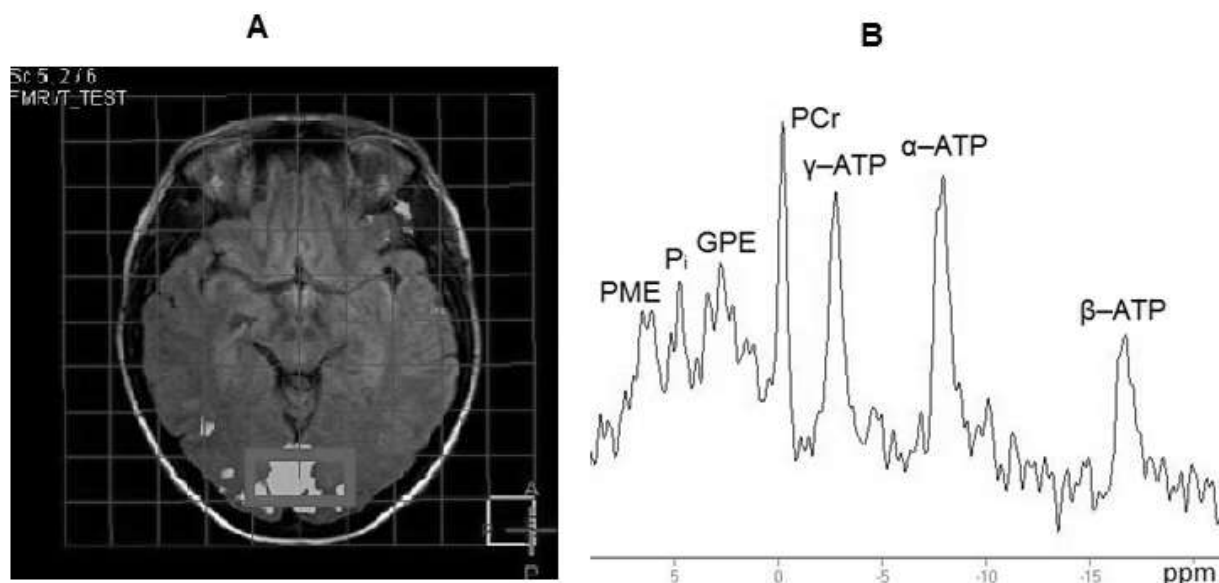 A
B
Sc 5, 2 / 6
FMRI/T_TEST
PCr
α–ATP
γ–ATP
GPE
Pi
PME
β–ATP
A
P
5 0 -5 -10 -15 ppm